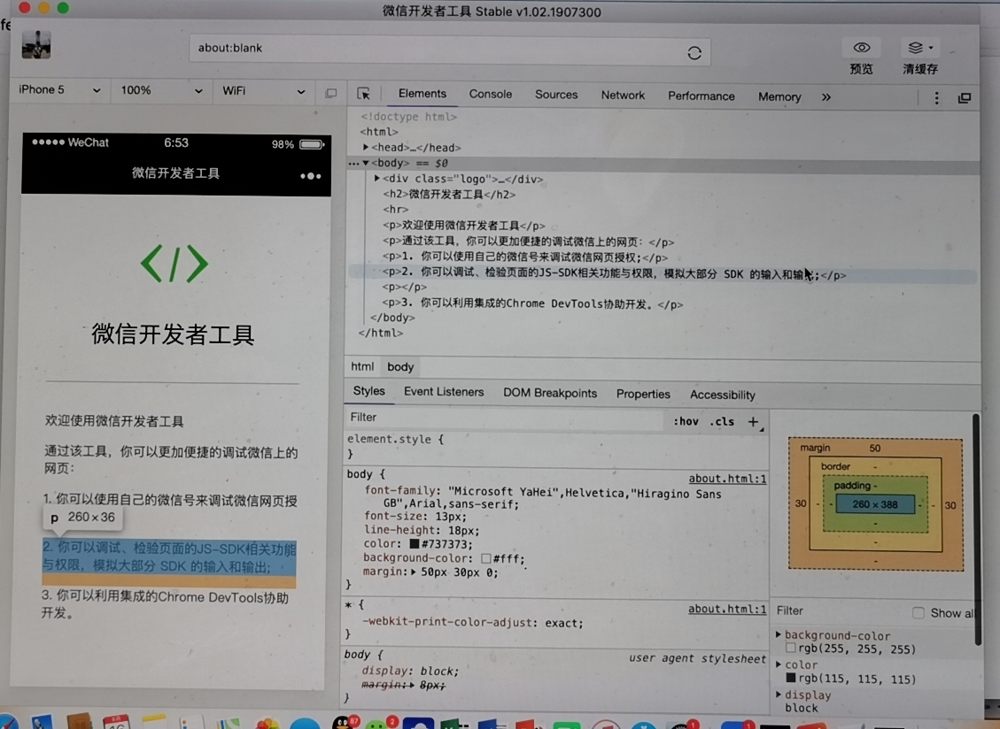 微信开发者工具 Stable v1.02.1907300
about:blank
预览
清缓存
iPhone 5
100%
WiFi
Elements
Console
Sources
Network
Performance
Memory
»
●●●●● WeChat
6:53
98%
微信开发者工具
</>
微信开发者工具
欢迎使用微信开发者工具
通过该工具，你可以更加便捷的调试微信上的
网页：
1. 你可以使用自己的微信号来调试微信网页授
p 260×36
2. 你可以调试、检验页面的JS-SDK相关功能
与权限，模拟大部分 SDK 的输入和输出;
3. 你可以利用集成的Chrome DevTools协助
开发。
<!doctype html>
<html>
▶<head>…</head>
…▼<body> == $0
▶<div class="logo">…</div>
<h2>微信开发者工具</h2>
<hr>
<p>欢迎使用微信开发者工具</p>
<p>通过该工具，你可以更加便捷的调试微信上的网页：</p>
<p>1. 你可以使用自己的微信号来调试微信网页授权;</p>
<p>2. 你可以调试、检验页面的JS-SDK相关功能与权限，模拟大部分 SDK 的输入和输出;</p>
<p></p>
<p>3. 你可以利用集成的Chrome DevTools协助开发。</p>
</body>
</html>
html
body
Styles
Event Listeners
DOM Breakpoints
Properties
Accessibility
Filter
:hov .cls +
element.style {
}
body {
about.html:1
font-family: "Microsoft YaHei",Helvetica,"Hiragino Sans
GB",Arial,sans-serif;
font-size: 13px;
line-height: 18px;
color: #737373;
background-color: #fff;
margin:▶ 50px 30px 0;
}
* {
about.html:1
-webkit-print-color-adjust: exact;
}
body {
user agent stylesheet
display: block;
margin:▶ 8px;
}
margin
50
border
-
padding -
30
-
-
260 × 388
-
-
30
-
-
-
Filter
Show all
▶background-color
rgb(255, 255, 255)
▶color
rgb(115, 115, 115)
▶display
block
87
2
1
1